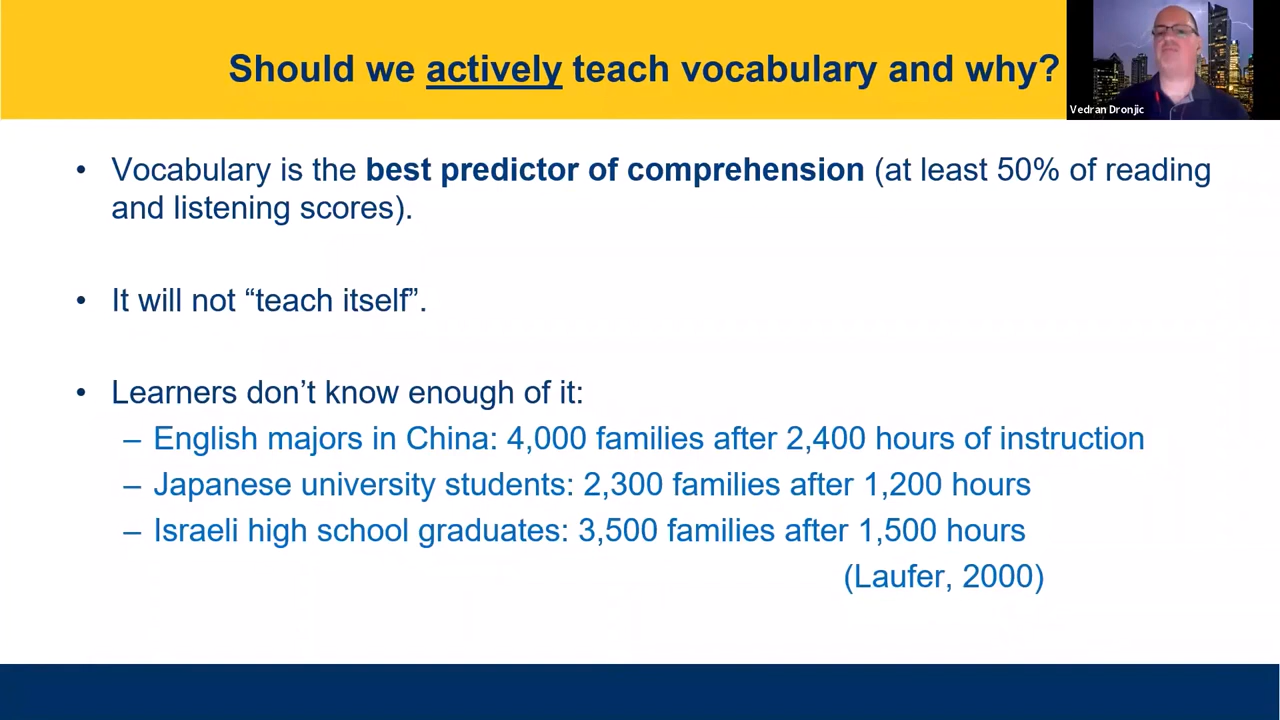 Should we actively teach vocabulary and why?
Vedran Dronjic
• Vocabulary is the best predictor of comprehension (at least 50% of reading
and listening scores).
• It will not “teach itself”.
• Learners don’t know enough of it:
– English majors in China: 4,000 families after 2,400 hours of instruction
– Japanese university students: 2,300 families after 1,200 hours
– Israeli high school graduates: 3,500 families after 1,500 hours
(Laufer, 2000)